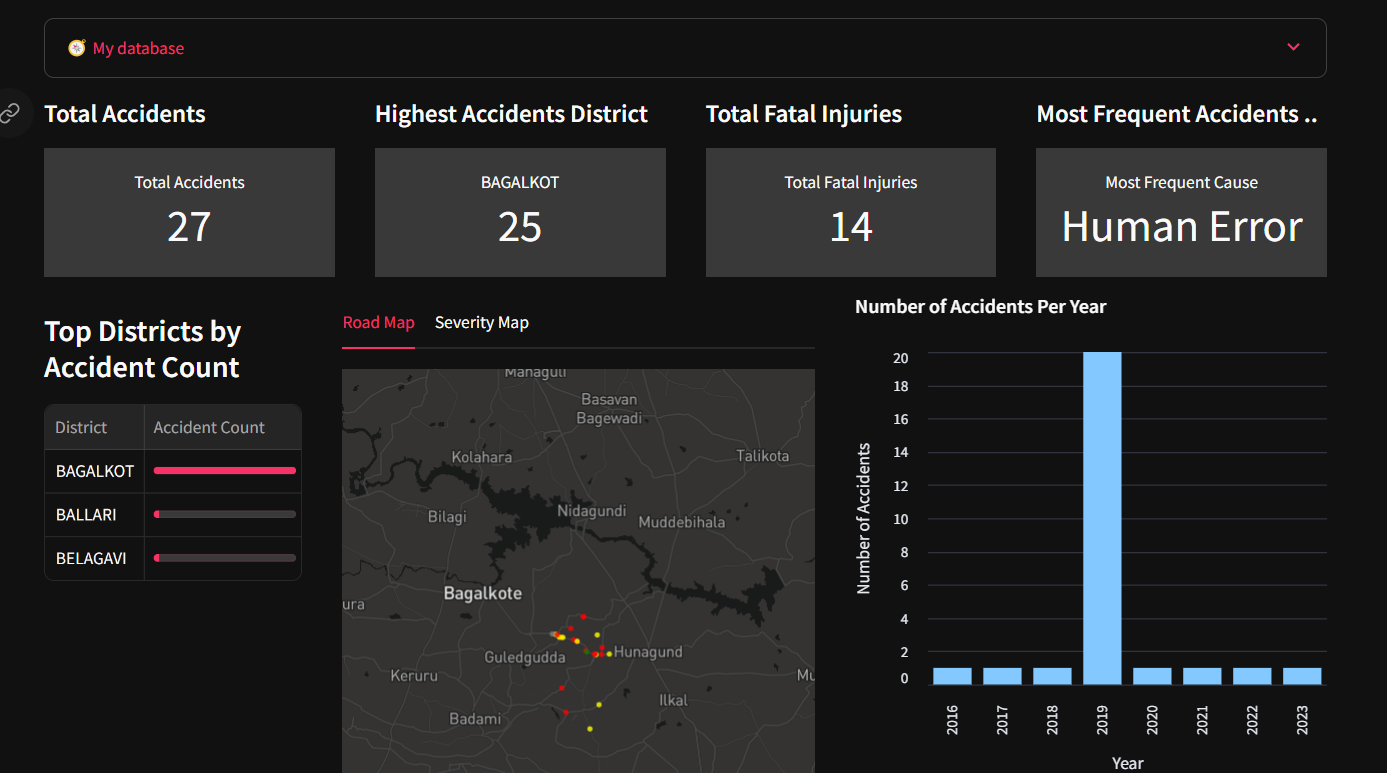 My database
Total Accidents
Highest Accidents District
Total Fatal Injuries
Most Frequent Accidents ..
Total Accidents
27
BAGALKOT
25
Total Fatal Injuries
14
Most Frequent Cause
Human Error
Top Districts by
Accident Count
District
Accident Count
BAGALKOT
BALLARI
BELAGAVI
Road Map
Severity Map
Managuli
Basavan
Bagewadi
Kolahara
Talikota
Bilagi
Nidagundi
Muddebihala
Bagalkote
ura
Guledgudda
Hunagund
Keruru
Mu
Ilkal
Badami
Number of Accidents Per Year
Number of Accidents
20
18
16
14
12
10
8
6
4
2
0
2016
2017
2018
2019
2020
2021
2022
2023
Year